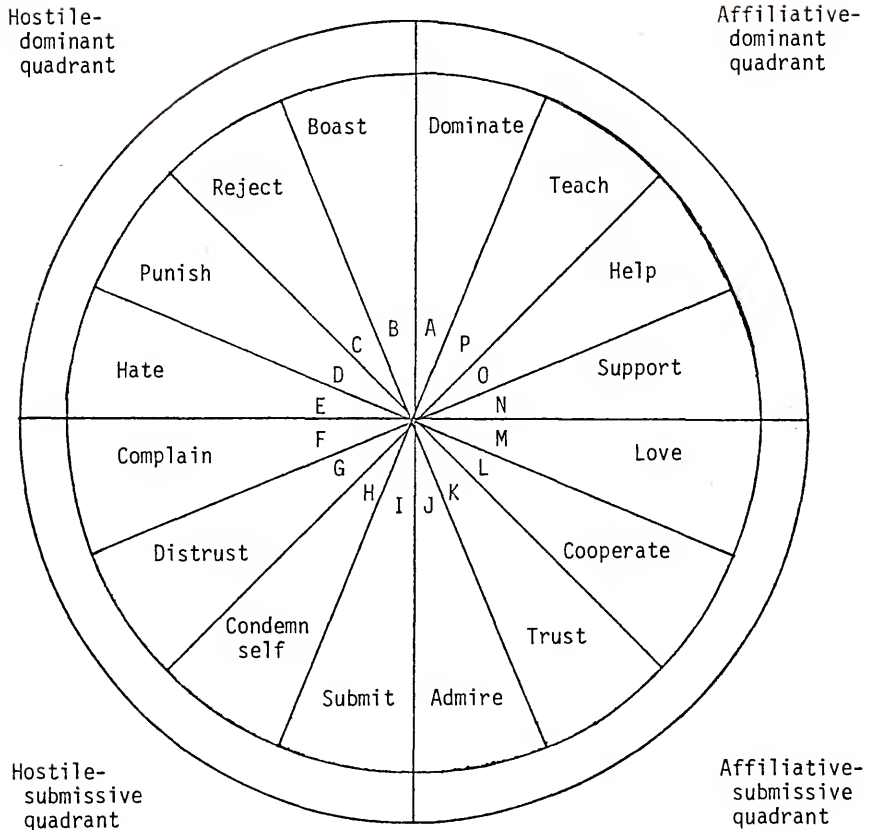 Hostile-
dominant
quadrant
Affiliative-
dominant
quadrant
Boast
Dominate
Reject
Teach
Punish
Help
Hate
Support
B
A
C
P
D
O
E
N
F
M
G
L
H
K
I
J
Complain
Love
Distrust
Cooperate
Condemn
self
Trust
Submit
Admire
Hostile-
submissive
quadrant
Affiliative-
submissive
quadrant